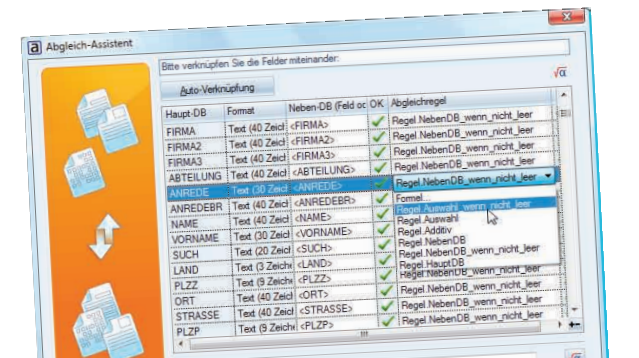 a Abgleich-Assistent
Bitte verknüpfen Sie die Felder miteinander:
Auto-Verknüpfung
√α
Haupt-DB Format Neben-DB (Feld oc OK Abgleichregel
FIRMA Text (40 Zeich <FIRMA> Regel.NebenDB_wenn_nicht_leer
FIRMA2 Text (40 Zeich <FIRMA2> Regel.NebenDB_wenn_nicht_leer
FIRMA3 Text (40 Zeich <FIRMA3> Regel.NebenDB_wenn_nicht_leer
ABTEILUNG Text (40 Zeich <ABTEILUNG> Regel.NebenDB_wenn_nicht_leer
ANREDE Text (30 Zeich <ANREDE> Regel.NebenDB_wenn_nicht_leer
ANREDEBR Text (40 Zeich <ANREDEBR> Formel...
NAME Text (40 Zeich <NAME> Regel.Auswahl_wenn_nicht_leer
VORNAME Text (30 Zeich <VORNAME> Regel.Auswahl
SUCH Text (20 Zeich <SUCH> Regel.Additiv
LAND Text (3 Zeiche <LAND> Regel.NebenDB
Regel.NebenDB_wenn_nicht_leer
Regel.HauptDB
PLZZ Text (9 Zeiche <PLZZ> Regel.NebenDB_wenn_nicht_leer
ORT Text (40 Zeich <ORT> Regel.NebenDB_wenn_nicht_leer
STRASSE Text (40 Zeich <STRASSE> Regel.NebenDB_wenn_nicht_leer
PLZP Text (9 Zeiche <PLZP> Regel.NebenDB_wenn_nicht_leer